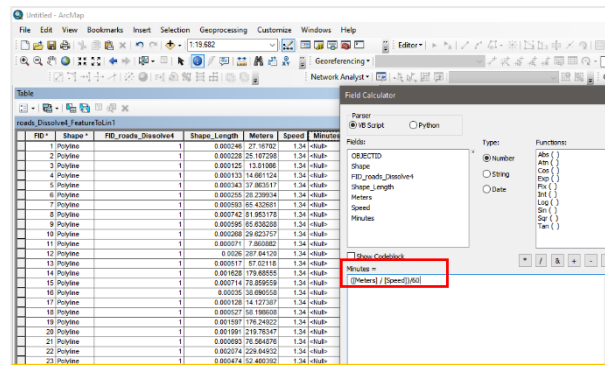 Untitled - ArcMap
File Edit View Bookmarks Insert Selection Geoprocessing Customize Windows Help
1:19,682
Editor
Georeferencing
Network Analyst
Table
roads_Dissolve4_FeatureToLin1
FID * Shape * FID_roads_Dissolve4 Shape_Length Meters Speed Minutes
1 Polyline 1 0.000246 27.16702 1.34 <Null>
2 Polyline 1 0.000228 25.107298 1.34 <Null>
3 Polyline 1 0.000125 13.81086 1.34 <Null>
4 Polyline 1 0.000133 14.661124 1.34 <Null>
5 Polyline 1 0.000343 37.863517 1.34 <Null>
6 Polyline 1 0.000255 28.239934 1.34 <Null>
7 Polyline 1 0.000593 65.432681 1.34 <Null>
8 Polyline 1 0.000742 81.953178 1.34 <Null>
9 Polyline 1 0.000595 65.638288 1.34 <Null>
10 Polyline 1 0.000268 29.623757 1.34 <Null>
11 Polyline 1 0.000071 7.860882 1.34 <Null>
12 Polyline 1 0.0026 287.04120 1.34 <Null>
13 Polyline 1 0.000517 57.02118 1.34 <Null>
14 Polyline 1 0.001628 179.68555 1.34 <Null>
15 Polyline 1 0.000714 78.859559 1.34 <Null>
16 Polyline 1 0.00035 38.690558 1.34 <Null>
17 Polyline 1 0.000128 14.127387 1.34 <Null>
18 Polyline 1 0.000527 58.198608 1.34 <Null>
19 Polyline 1 0.001597 176.24922 1.34 <Null>
20 Polyline 1 0.001991 219.76347 1.34 <Null>
21 Polyline 1 0.000693 76.564876 1.34 <Null>
22 Polyline 1 0.002074 229.04932 1.34 <Null>
23 Polyline 1 0.000474 52.400392 1.34 <Null>
Field Calculator
Parser
VB Script Python
Fields: Type: Functions:
OBJECTID
Shape
FID_roads_Dissolve4
Shape_Length
Meters
Speed
Minutes
Number
String
Date
Abs ( )
Atn ( )
Cos ( )
Exp ( )
Fix ( )
Int ( )
Log ( )
Sin ( )
Sqr ( )
Tan ( )
Show Codeblock
* / & + -
Minutes =
([Meters] / [Speed])/60